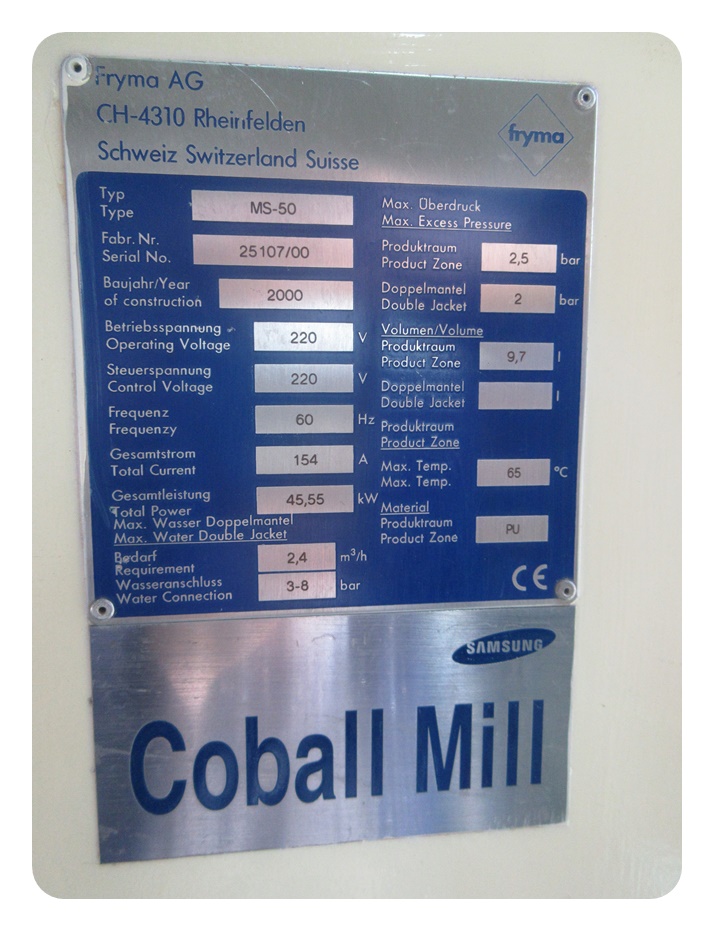 Fryma AG
CH-4310 Rheinfelden
Schweiz Switzerland Suisse
fryma
Typ
Type
MS-50
Fabr. Nr.
Serial No.
25107/00
Baujahr/Year
of construction
2000
Betriebsspannung
Operating Voltage
220 V
Steuerspannung
Control Voltage
220 V
Frequenz
Frequenzy
60 Hz
Gesamtstrom
Total Current
154 A
Gesamtleistung
Total Power
45,55 kW
Max. Wasser Doppelmantel
Max. Water Double Jacket
Bedarf
Requirement
2,4 m³/h
Wasseranschluss
Water Connection
3-8 bar
Max. Überdruck
Max. Excess Pressure
Produktraum
Product Zone
2,5 bar
Doppelmantel
Double Jacket
2 bar
Volumen/Volume
Produktraum
Product Zone
9,7 l
Doppelmantel
Double Jacket
l
Produktraum
Product Zone
Max. Temp.
Max. Temp.
65 °C
Material
Produktraum
Product Zone
PU
CE
SAMSUNG
Coball Mill